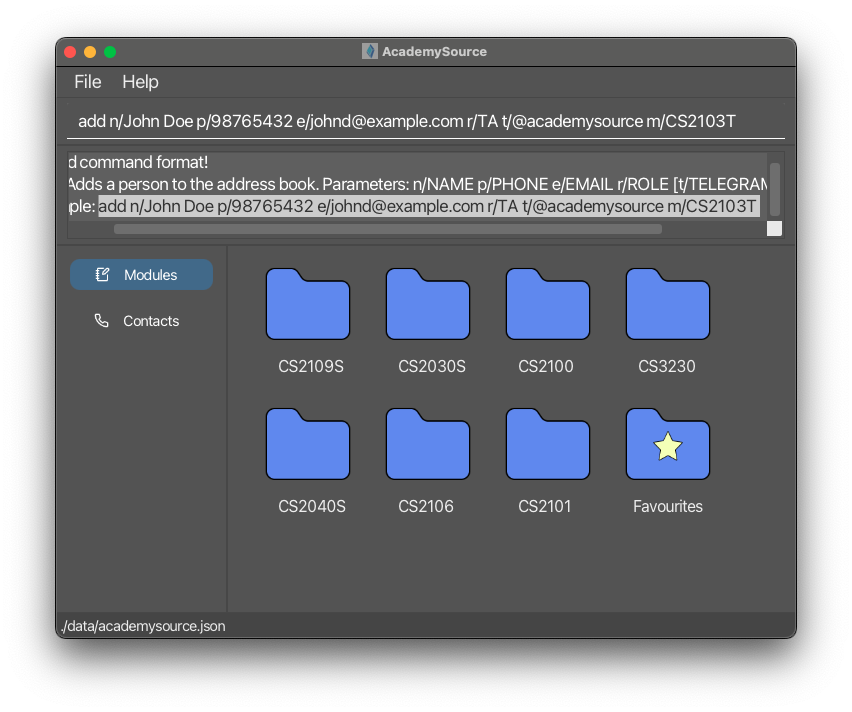 AcademySource
File Help
add n/John Doe p/98765432 e/johnd@example.com r/TA t/@academysource m/CS2103T
d command format!
Adds a person to the address book. Parameters: n/NAME p/PHONE e/EMAIL r/ROLE [t/TELEGRAM
ple: add n/John Doe p/98765432 e/johnd@example.com r/TA t/@academysource m/CS2103T
Modules
Contacts
CS2109S CS2030S CS2100 CS3230
CS2040S CS2106 CS2101 Favourites
./data/academysource.json